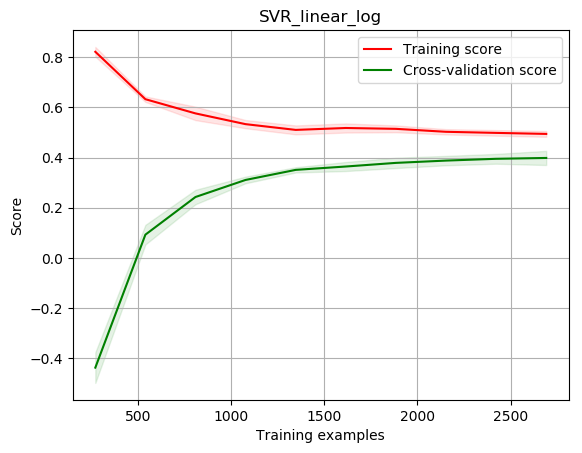 SVR_linear_log
Training score
Cross-validation score
Score
0.8
0.6
0.4
0.2
0.0
−0.2
−0.4
500
1000
1500
2000
2500
Training examples